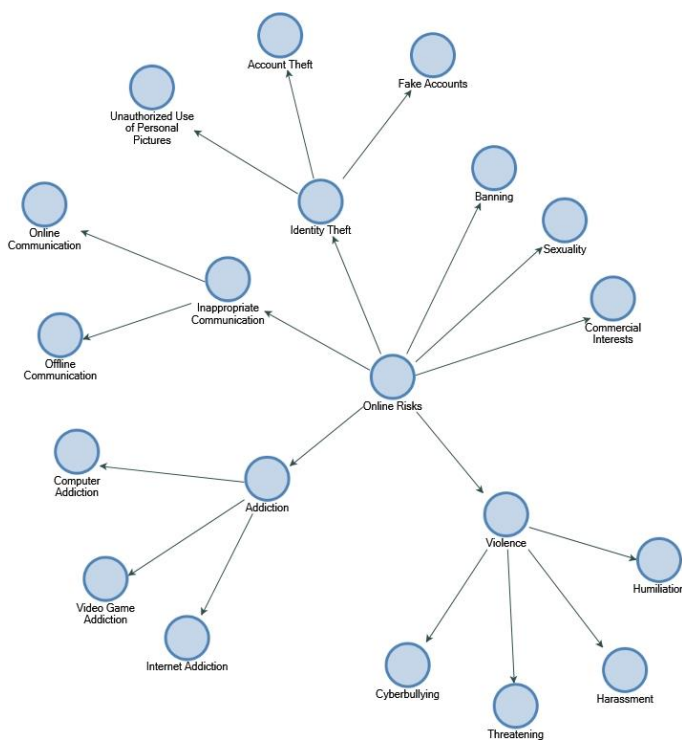 Account Theft
Fake Accounts
Unauthorized Use
of Personal
Pictures
Banning
Identity Theft
Sexuality
Online
Communication
Inappropriate
Communication
Commercial
Interests
Offline
Communication
Online Risks
Computer
Addiction
Addiction
Violence
Humiliation
Video Game
Addiction
Internet Addiction
Cyberbullying
Harassment
Threatening